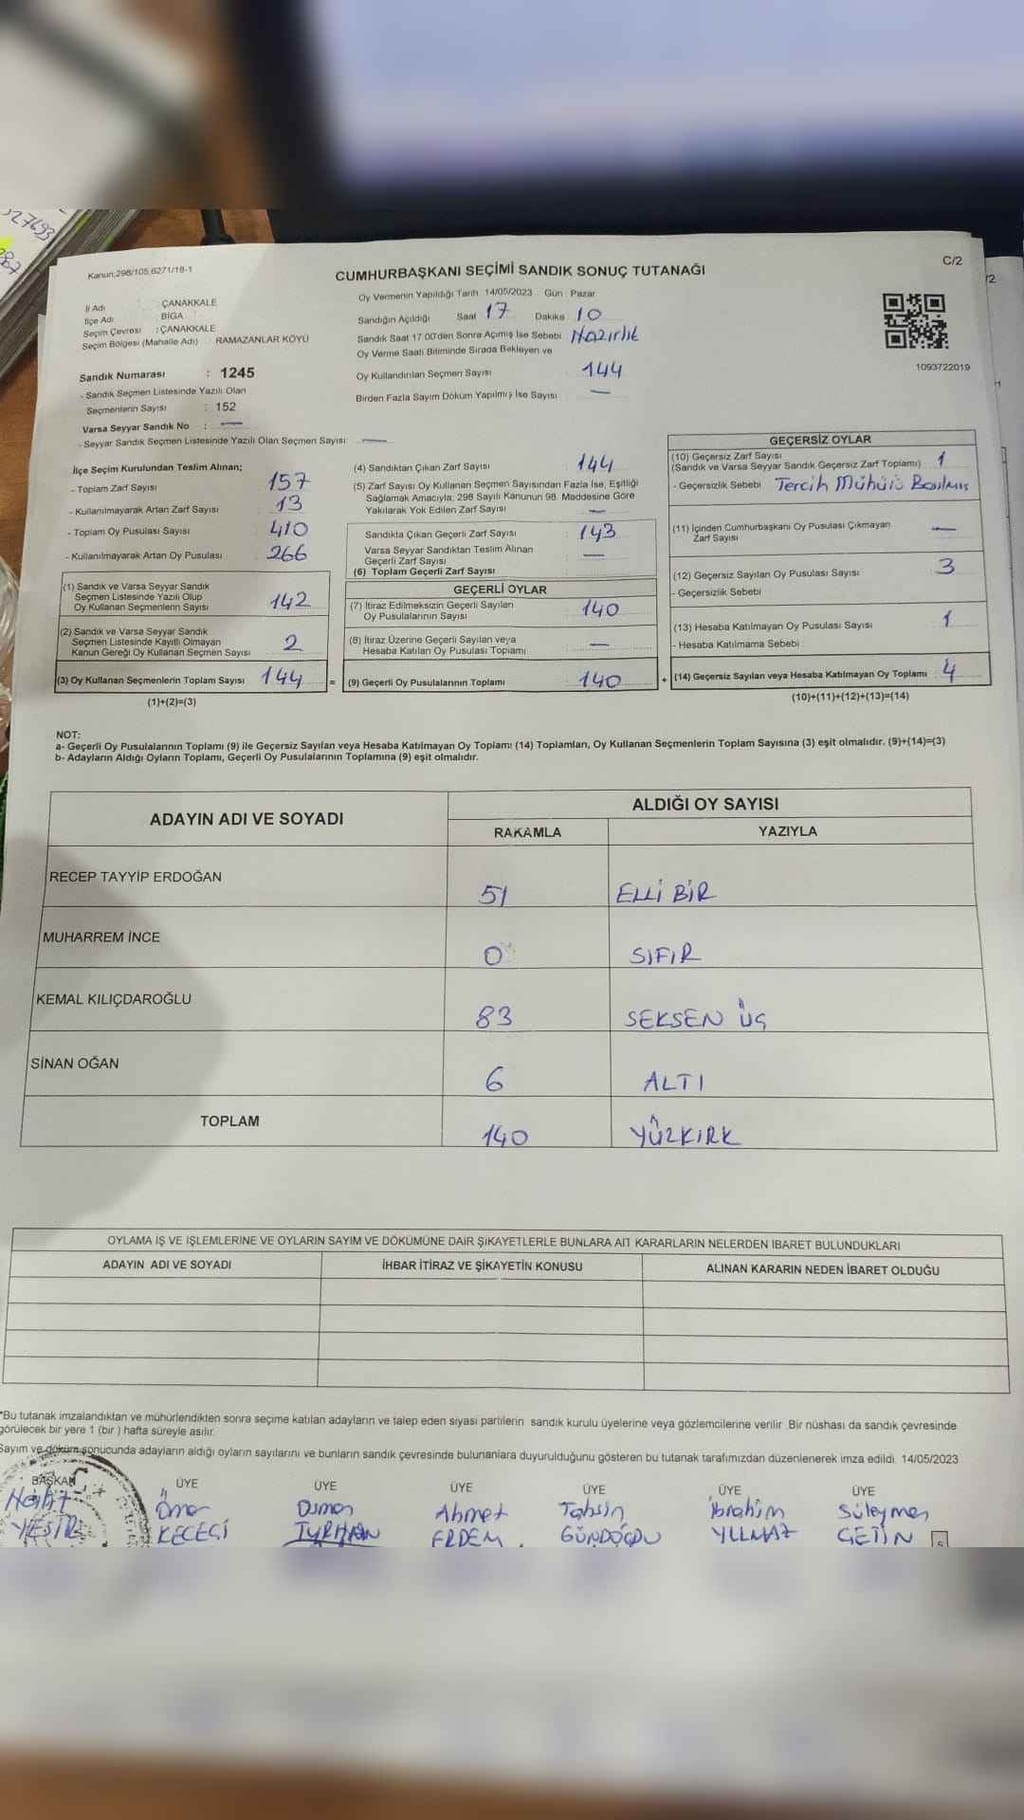 27693
987
Kanun:298/105,6271/18-1
CUMHURBAŞKANI SEÇİMİ SANDIK SONUÇ TUTANAĞI
C/2
İl Adı ÇANAKKALE
İlçe Adı BİGA
Seçim Çevresi : ÇANAKKALE
Seçim Bölgesi (Mahalle Adı) RAMAZANLAR KÖYÜ
Sandık Numarası : 1245
- Sandık Seçmen Listesinde Yazılı Olan
Seçmenlerin Sayısı : 152
Varsa Seyyar Sandık No : —
- Seyyar Sandık Seçmen Listesinde Yazılı Olan Seçmen Sayısı: —
Oy Vermenin Yapıldığı Tarih 14/05/2023 Gün : Pazar
Sandığın Açıldığı Saat 17 Dakika 10
Sandık Saat 17.00'den Sonra Açımış İse Sebebi Hazırlık
Oy Verme Saati Bitiminde Sırada Bekleyen ve
Oy Kullandırılan Seçmen Sayısı 144
Birden Fazla Sayım Döküm Yapılmış İse Sayısı —
1093722019
İlçe Seçim Kurulundan Teslim Alınan;
- Toplam Zarf Sayısı 157
- Kullanılmayarak Artan Zarf Sayısı 13
- Toplam Oy Pusulası Sayısı 410
- Kullanılmayarak Artan Oy Pusulası 266
(1) Sandık ve Varsa Seyyar Sandık
Seçmen Listesinde Yazılı Olup
Oy Kullanan Seçmenlerin Sayısı 142
(2) Sandık ve Varsa Seyyar Sandık
Seçmen Listesinde Kayıtlı Olmayan
Kanun Gereği Oy Kullanan Seçmen Sayısı 2
(3) Oy Kullanan Seçmenlerin Toplam Sayısı 144 =
(1)+(2)=(3)
(4) Sandıktan Çıkan Zarf Sayısı 144
(5) Zarf Sayısı Oy Kullanan Seçmen Sayısından Fazla İse, Eşitliği
Sağlamak Amacıyla; 298 Sayılı Kanunun 98. Maddesine Göre
Yakılarak Yok Edilen Zarf Sayısı —
Sandıkta Çıkan Geçerli Zarf Sayısı 143
Varsa Seyyar Sandıktan Teslim Alınan
Geçerli Zarf Sayısı —
(6) Toplam Geçerli Zarf Sayısı
GEÇERLİ OYLAR
(7) İtiraz Edilmeksizin Geçerli Sayılan
Oy Pusulalarının Sayısı 140
(8) İtiraz Üzerine Geçerli Sayılan veya
Hesaba Katılan Oy Pusulası Toplamı —
(9) Geçerli Oy Pusulalarının Toplamı 140 +
GEÇERSİZ OYLAR
(10) Geçersiz Zarf Sayısı 1
(Sandık ve Varsa Seyyar Sandık Geçersiz Zarf Toplamı)
- Geçersizlik Sebebi Tercih Mühürü Basılmış
(11) İçinden Cumhurbaşkanı Oy Pusulası Çıkmayan
Zarf Sayısı —
(12) Geçersiz Sayılan Oy Pusulası Sayısı 3
- Geçersizlik Sebebi
(13) Hesaba Katılmayan Oy Pusulası Sayısı 1
- Hesaba Katılmama Sebebi
(14) Geçersiz Sayılan veya Hesaba Katılmayan Oy Toplamı 4
(10)+(11)+(12)+(13)=(14)
NOT:
a- Geçerli Oy Pusulalarının Toplamı (9) ile Geçersiz Sayılan veya Hesaba Katılmayan Oy Toplamı (14) Toplamları, Oy Kullanan Seçmenlerin Toplam Sayısına (3) eşit olmalıdır. (9)+(14)=(3)
b- Adayların Aldığı Oyların Toplamı, Geçerli Oy Pusulalarının Toplamına (9) eşit olmalıdır.
ADAYIN ADI VE SOYADI
ALDIĞI OY SAYISI
RAKAMLA YAZIYLA
RECEP TAYYİP ERDOĞAN 51 ELLİ BİR
MUHARREM İNCE 0 SIFIR
KEMAL KILIÇDAROĞLU 83 SEKSEN ÜÇ
SİNAN OĞAN 6 ALTI
TOPLAM 140 YÜZKIRK
OYLAMA İŞ VE İŞLEMLERİNE VE OYLARIN SAYIM VE DÖKÜMÜNE DAİR ŞİKAYETLERLE BUNLARA AİT KARARLARIN NELERDEN İBARET BULUNDUKLARI
ADAYIN ADI VE SOYADI İHBAR İTİRAZ VE ŞİKAYETİN KONUSU ALINAN KARARIN NEDEN İBARET OLDUĞU
*Bu tutanak imzalandıktan ve mühürlendikten sonra seçime katılan adayların ve talep eden siyasi partilerin sandık kurulu üyelerine veya gözlemcilerine verilir. Bir nüshası da sandık çevresinde
görülecek bir yere 1 (bir) hafta süreyle asılır.
Sayım ve döküm sonucunda adayların aldığı oyların sayılarını ve bunların sandık çevresinde bulunanlara duyurulduğunu gösteren bu tutanak tarafımızdan düzenlenerek imza edildi. 14/05/2023
BAŞKAN ÜYE ÜYE ÜYE ÜYE ÜYE ÜYE
Ömer Osman Ahmet Tahsin İbrahim Süleyman
KEÇECİ TURHAN ERDEM GÜNDOĞDU YILMAZ ÇETİN